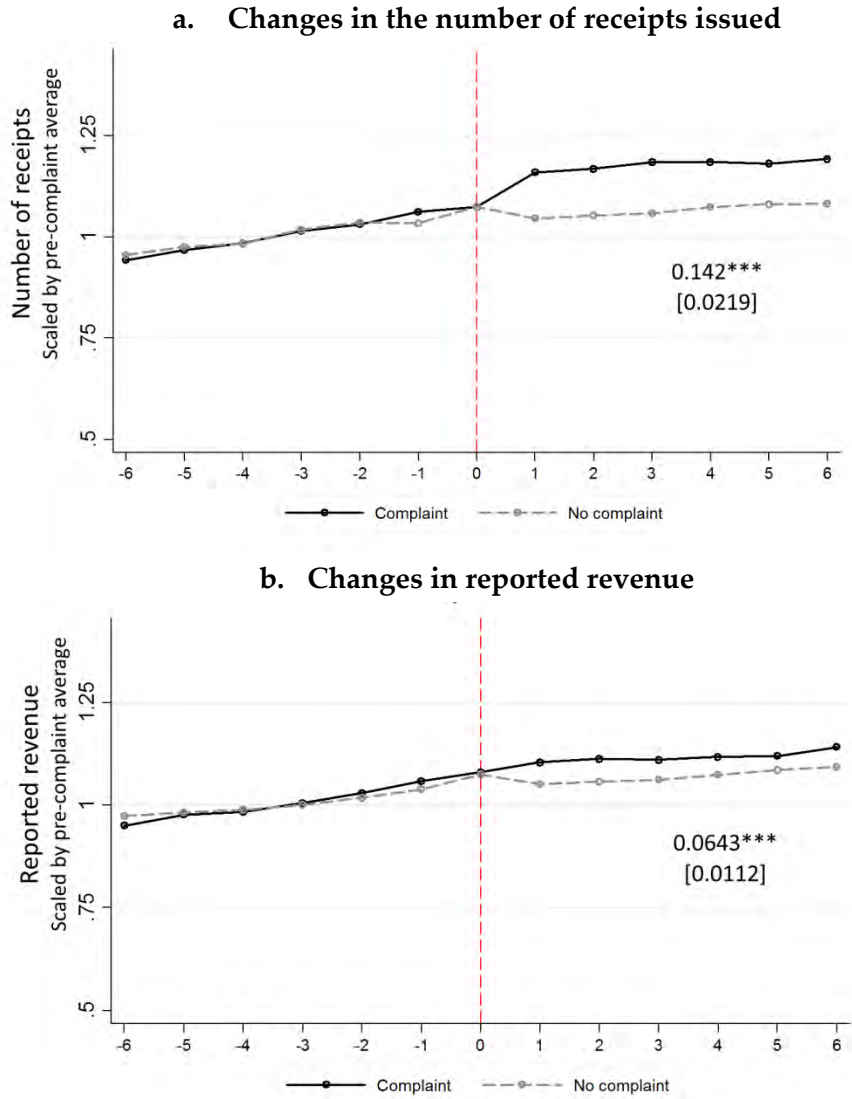 a. Changes in the number of receipts issued
Number of receipts
Scaled by pre-complaint average
1.25
1
.75
.5
0.142***
[0.0219]
-6 -5 -4 -3 -2 -1 0 1 2 3 4 5 6
Complaint No complaint
b. Changes in reported revenue
Reported revenue
Scaled by pre-complaint average
1.25
1
.75
.5
0.0643***
[0.0112]
-6 -5 -4 -3 -2 -1 0 1 2 3 4 5 6
Complaint No complaint